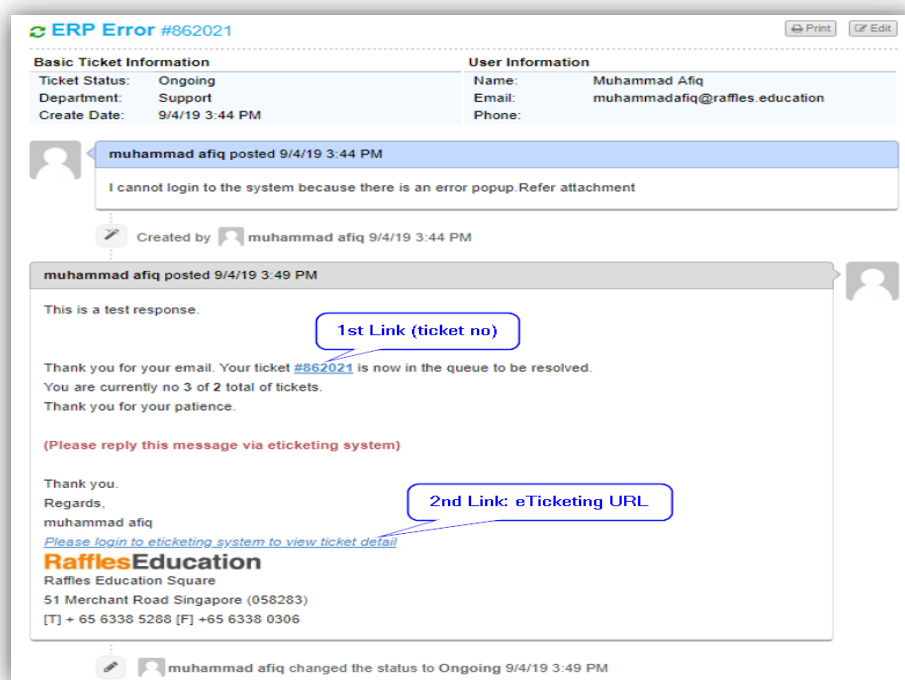 ERP Error #862021
Print Edit
Basic Ticket Information User Information
Ticket Status: Ongoing Name: Muhammad Afiq
Department: Support Email: muhammadafiq@raffles.education
Create Date: 9/4/19 3:44 PM Phone:
muhammad afiq posted 9/4/19 3:44 PM
I cannot login to the system because there is an error popup.Refer attachment
Created by muhammad afiq 9/4/19 3:44 PM
muhammad afiq posted 9/4/19 3:49 PM
This is a test response.
1st Link (ticket no)
Thank you for your email. Your ticket #862021 is now in the queue to be resolved.
You are currently no 3 of 2 total of tickets.
Thank you for your patience.
(Please reply this message via eticketing system)
Thank you.
Regards,
2nd Link: eTicketing URL
muhammad afiq
Please login to eticketing system to view ticket detail
RafflesEducation
Raffles Education Square
51 Merchant Road Singapore (058283)
[T] + 65 6338 5288 [F] +65 6338 0306
muhammad afiq changed the status to Ongoing 9/4/19 3:49 PM